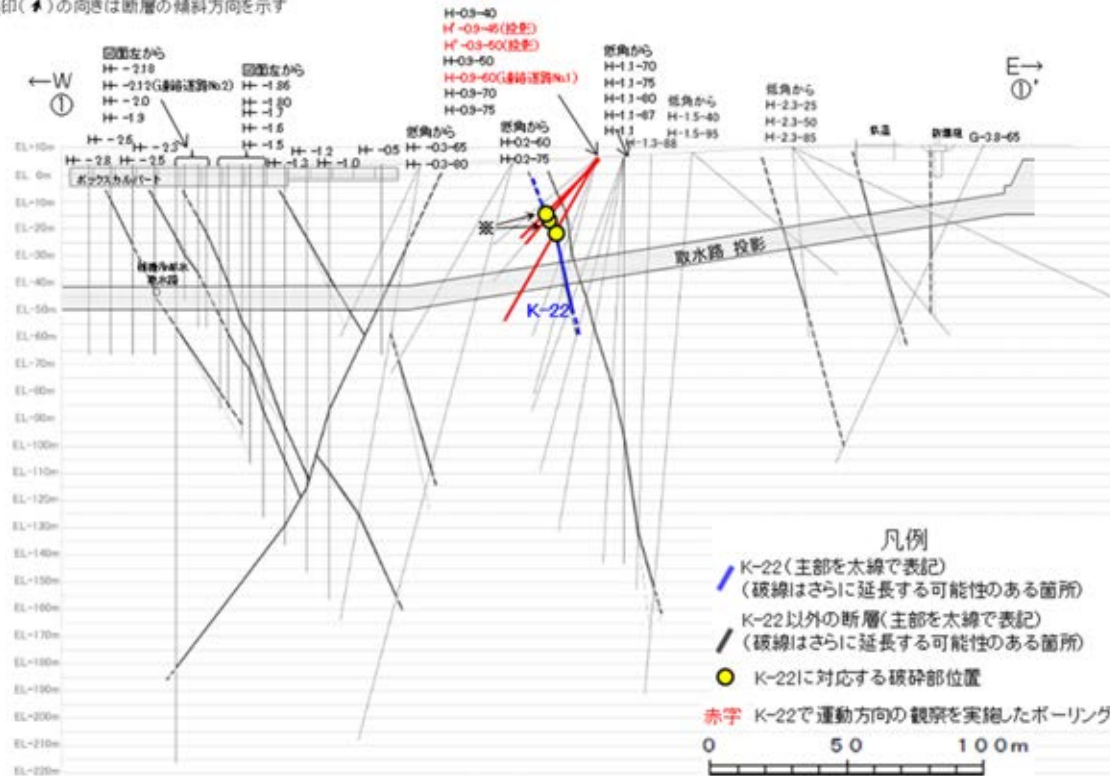 印( )の向きは断層の傾斜方向を示す
←W
①
図面左から
H- -2.18
H- -2.12(連絡道路No.2)
H- -2.0
H- -1.9
図面左から
H- -1.86
H- -1.80
H- -1.7
H- -1.6
H- -1.5
H- -2.6
H- -2.3
H- -2.8
H- -2.5
H- -1.3
H- -1.2
H- -1.0
H- -0.5
ボックスカルバート
低角から
H- -0.3-65
H- -0.3-80
H-0.9-40
H'-0.9-45(投影)
H'-0.9-50(投影)
H-0.9-50
H-0.9-60(連絡道路No.1)
H-0.9-70
H-0.9-75
低角から
H-0.2-60
H-0.2-75
低角から
H-1.1-70
H-1.1-75
H-1.1-80
H-1.1-87
H-1.1
H-1.3-88
低角から
H-1.5-40
H-1.5-95
低角から
H-2.3-25
H-2.3-50
H-2.3-85
G-3.8-65
E→
①'
EL+10m
EL 0m
EL-10m
EL-20m
EL-30m
EL-40m
EL-50m
EL-60m
EL-70m
EL-80m
EL-90m
EL-100m
EL-110m
EL-120m
EL-130m
EL-140m
EL-150m
EL-160m
EL-170m
EL-180m
EL-190m
EL-200m
EL-210m
EL-220m
※
取水路 投影
K-22
凡例
K-22(主部を太線で表記)
(破線はさらに延長する可能性のある箇所)
K-22以外の断層(主部を太線で表記)
(破線はさらに延長する可能性のある箇所)
K-22に対応する破砕部位置
赤字 K-22で運動方向の観察を実施したボーリング
0 50 100m